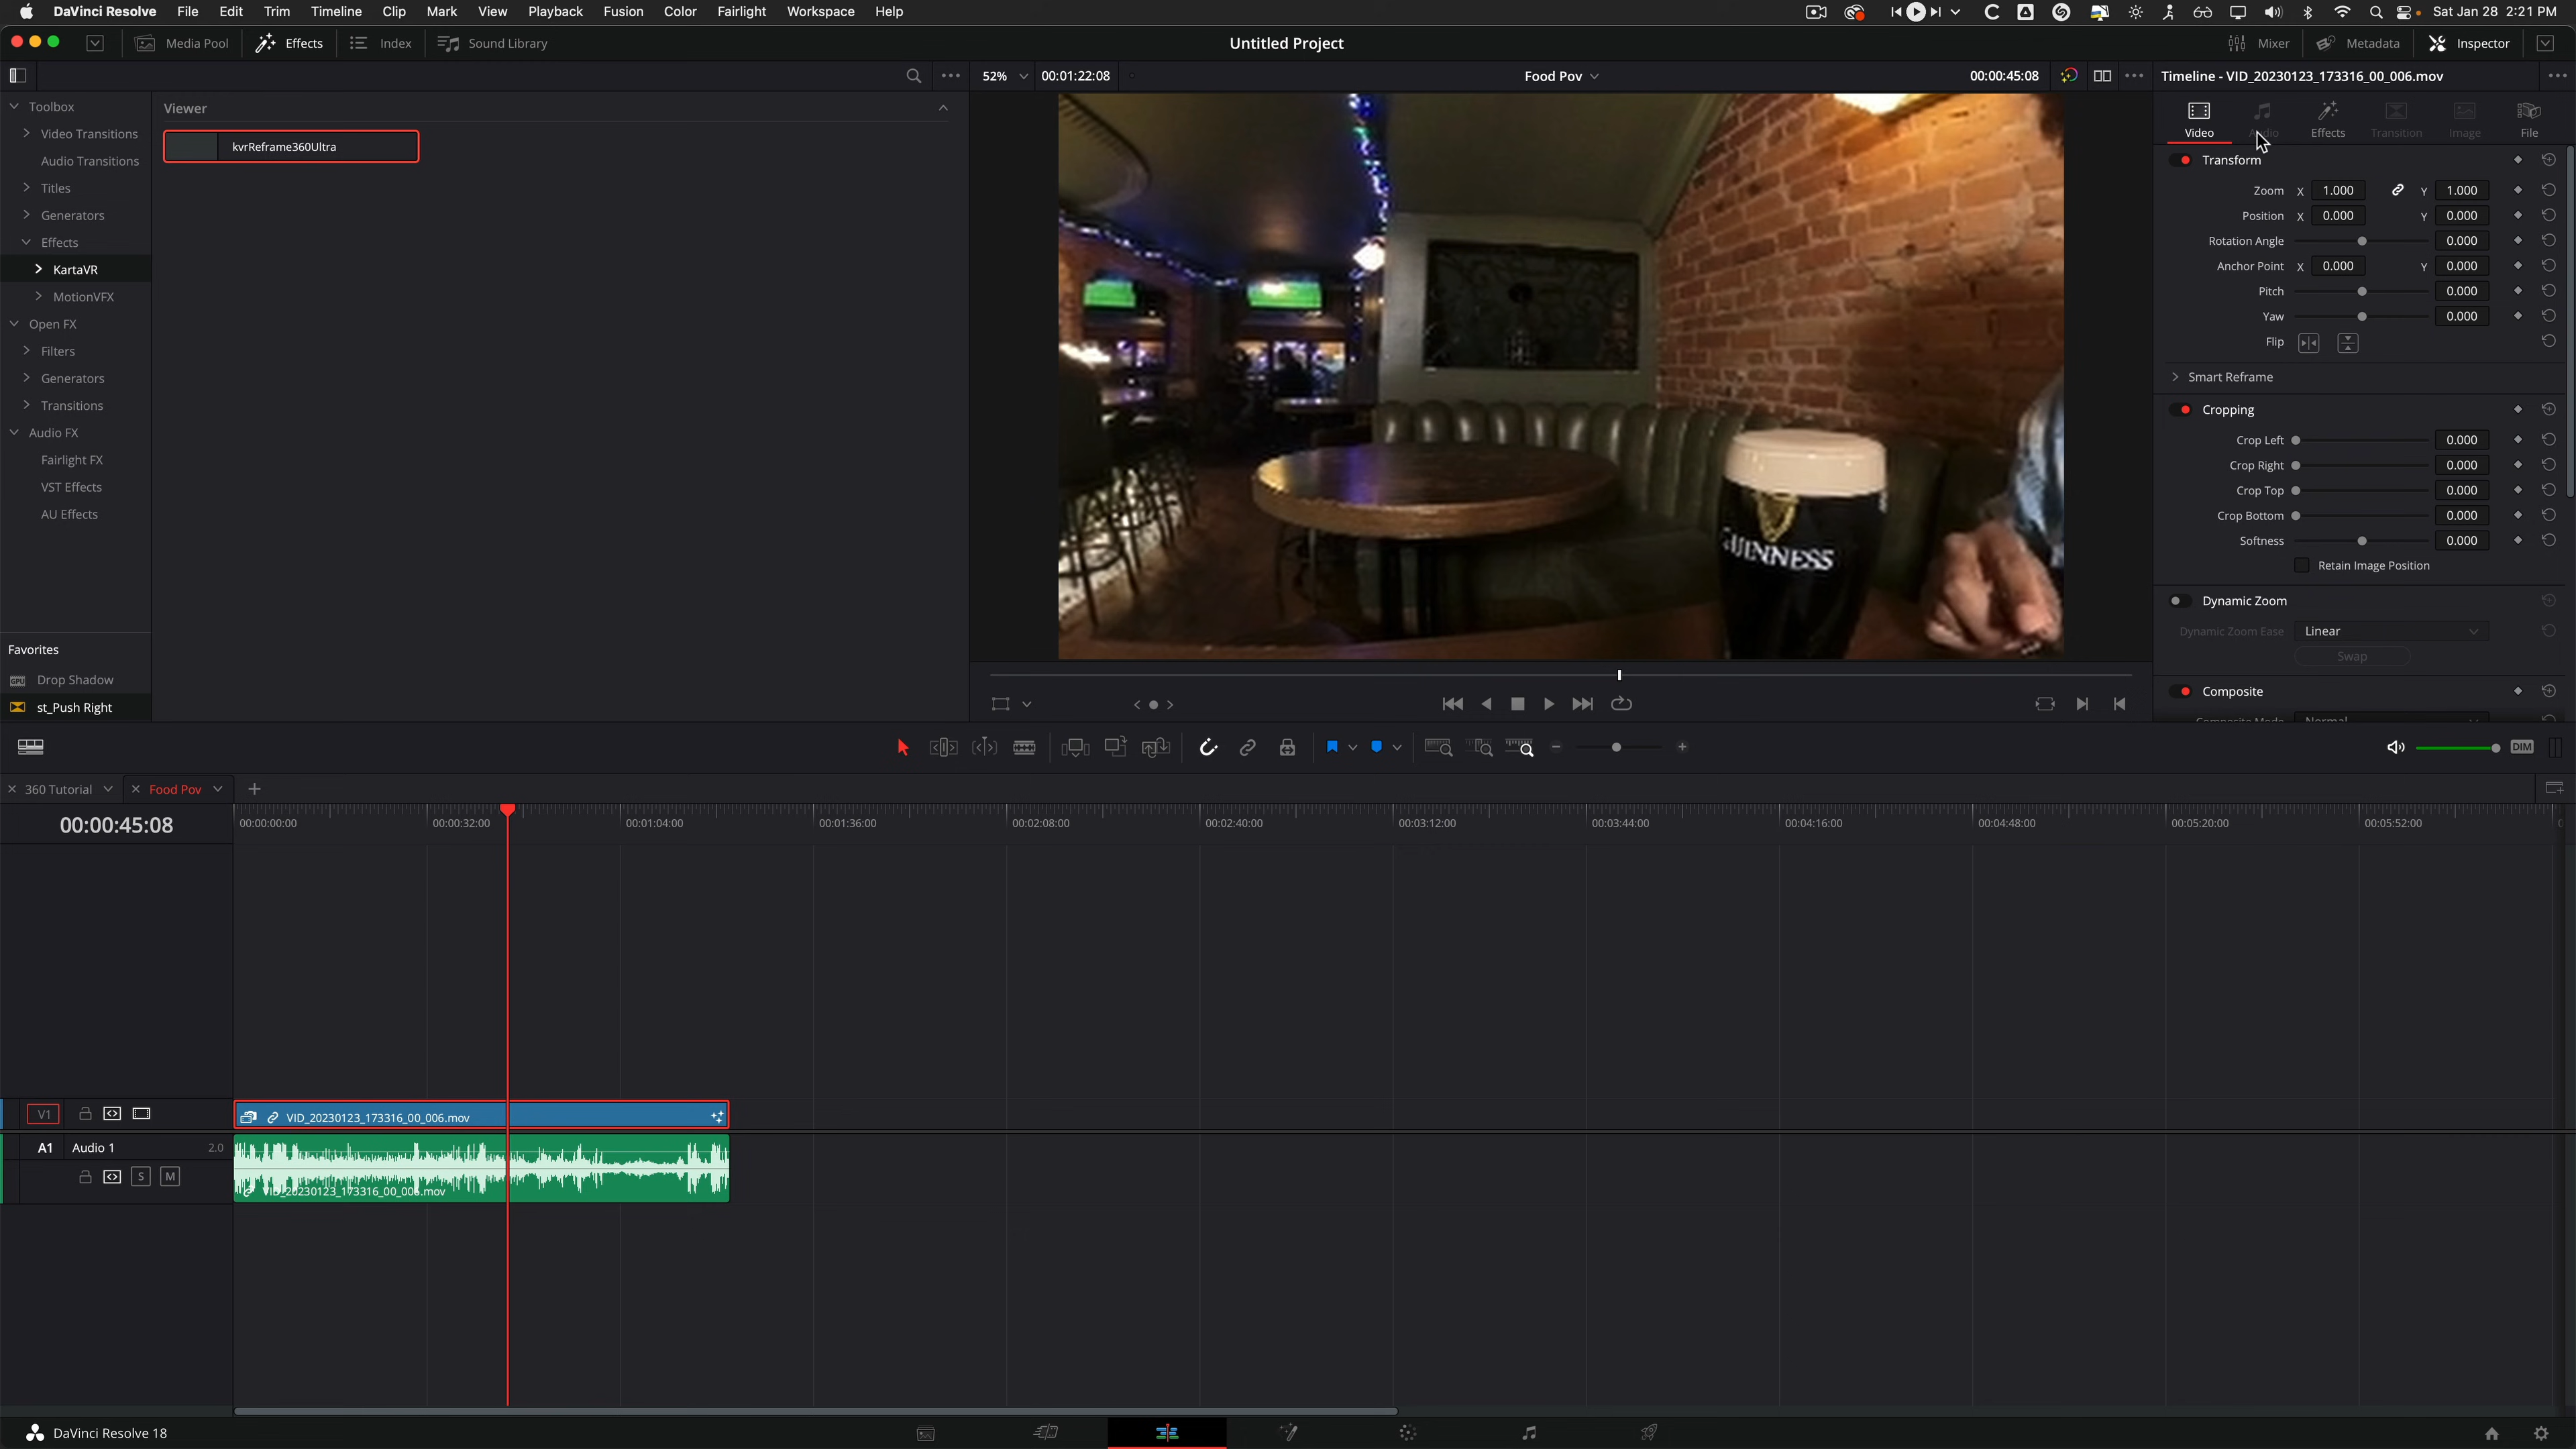 DaVinci Resolve File Edit Trim Timeline Clip Mark View Playback Fusion Color Fairlight Workspace Help
Sat Jan 28 2:21 PM
Media Pool Effects Index Sound Library
Untitled Project
Mixer Metadata Inspector
52% 00:01:22:08
Food Pov
00:00:45:08
Timeline - VID_20230123_173316_00_006.mov
Toolbox
Video Transitions
Audio Transitions
Titles
Generators
Effects
KartaVR
MotionVFX
Open FX
Filters
Generators
Transitions
Audio FX
Fairlight FX
VST Effects
AU Effects
Favorites
Drop Shadow
st_Push Right
Viewer
kvrReframe360Ultra
GUINNESS
Video Audio Effects Transition Image File
Transform
Zoom X 1.000 Y 1.000
Position X 0.000 Y 0.000
Rotation Angle 0.000
Anchor Point X 0.000 Y 0.000
Pitch 0.000
Yaw 0.000
Flip
Smart Reframe
Cropping
Crop Left 0.000
Crop Right 0.000
Crop Top 0.000
Crop Bottom 0.000
Softness 0.000
Retain Image Position
Dynamic Zoom
Dynamic Zoom Ease Linear
Swap
Composite
Composite Mode Normal
DIM
360 Tutorial Food Pov
00:00:45:08
00:00:00:00 00:00:32:00 00:01:04:00 00:01:36:00 00:02:08:00 00:02:40:00 00:03:12:00 00:03:44:00 00:04:16:00 00:04:48:00 00:05:20:00 00:05:52:00
V1
VID_20230123_173316_00_006.mov
A1 Audio 1 2.0
S M
VID_20230123_173316_00_006.mov
DaVinci Resolve 18